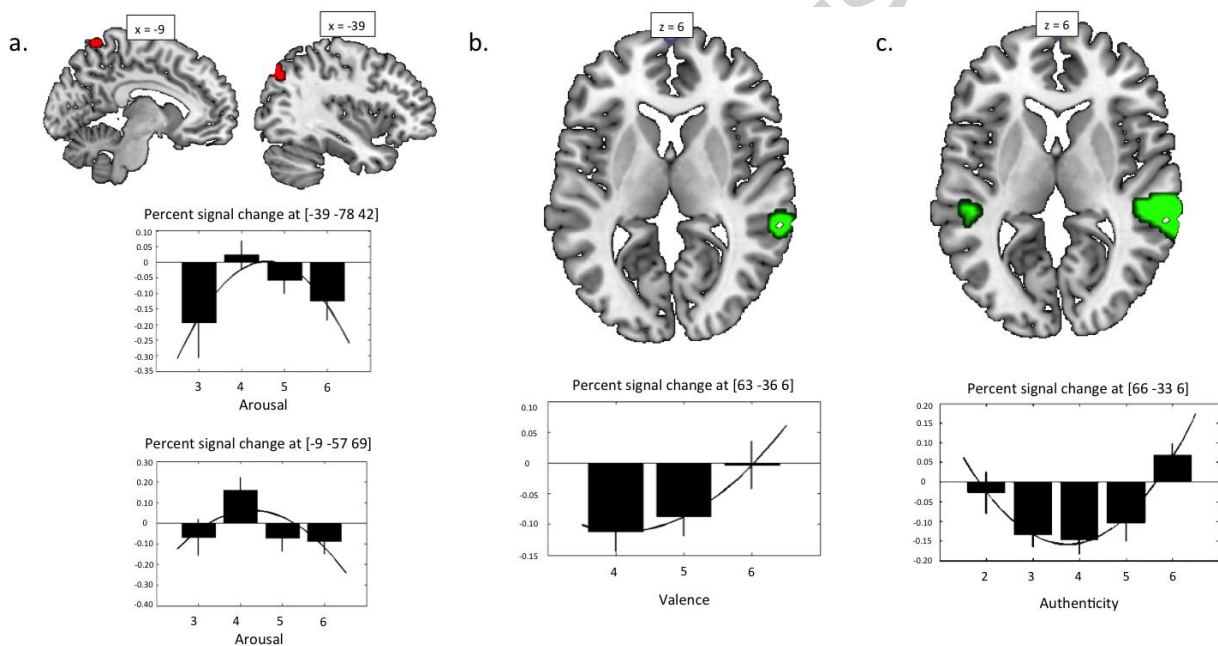 a.
x = -9
x = -39
Percent signal change at [-39 -78 42]
0.10
0.05
0
-0.05
-0.10
-0.15
-0.20
-0.25
-0.30
-0.35
3 4 5 6
Arousal
Percent signal change at [-9 -57 69]
0.30
0.20
0.10
0
-0.10
-0.20
-0.30
-0.40
3 4 5 6
Arousal
b.
z = 6
Percent signal change at [63 -36 6]
0.10
0.05
0
-0.05
-0.10
-0.15
4 5 6
Valence
c.
z = 6
Percent signal change at [66 -33 6]
0.20
0.15
0.10
0.05
0
-0.05
-0.10
-0.15
-0.20
2 3 4 5 6
Authenticity